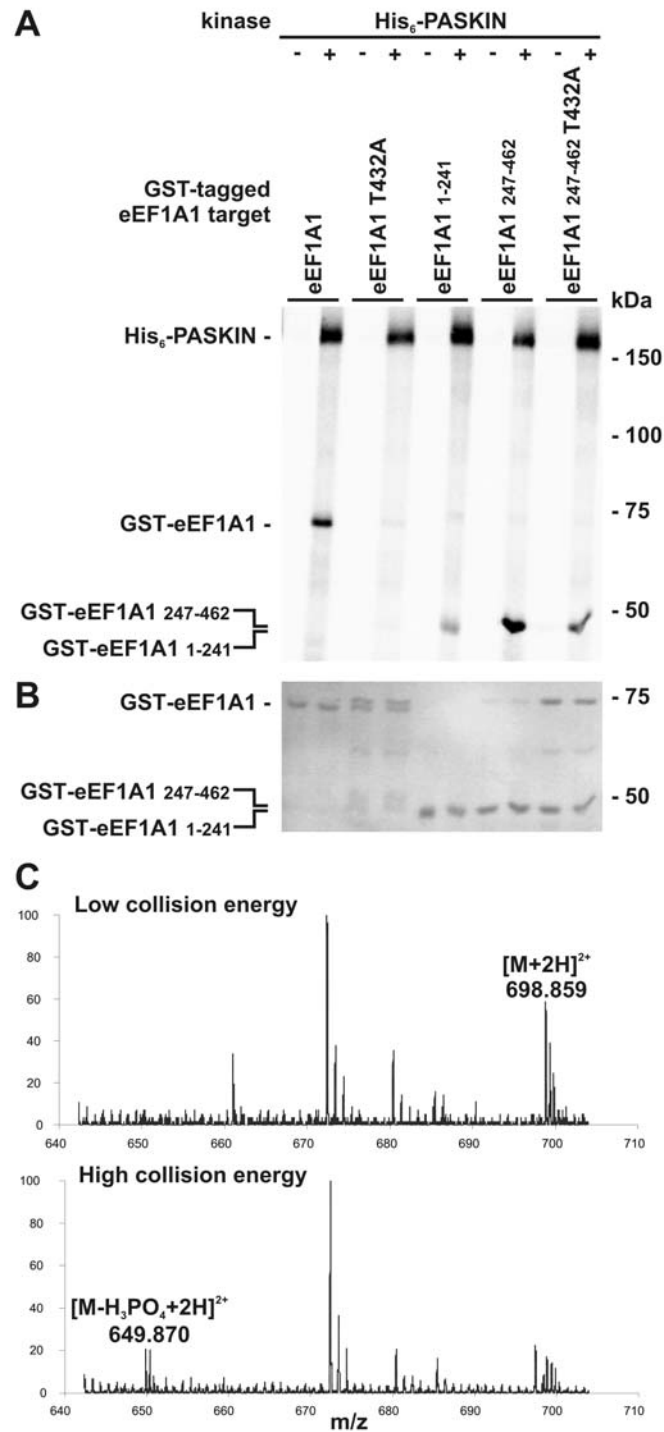 A
kinase
His₆-PASKIN
- + - + - + - + - +
GST-tagged
eEF1A1 target
eEF1A1
eEF1A1 T432A
eEF1A1 1-241
eEF1A1 247-462
eEF1A1 247-462 T432A
kDa
His₆-PASKIN -
- 150
- 100
GST-eEF1A1 -
- 75
- 50
GST-eEF1A1 247-462
GST-eEF1A1 1-241
B
GST-eEF1A1 -
- 75
GST-eEF1A1 247-462
- 50
GST-eEF1A1 1-241
C
Low collision energy
100
80
60
40
20
0
[M+2H]²⁺
698.859
640 650 660 670 680 690 700 710
High collision energy
100
80
60
40
20
0
[M-H₃PO₄+2H]²⁺
649.870
640 650 660 670 680 690 700 710
m/z